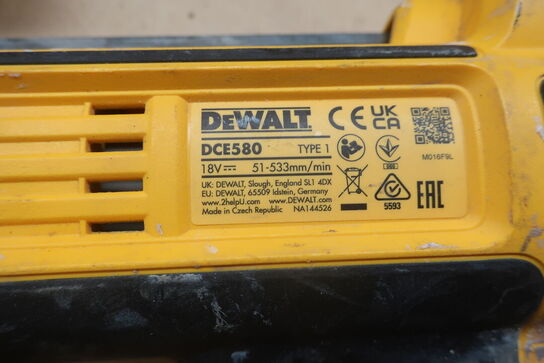 DEWALT
CE UK CA
DCE580 TYPE 1
M016F9L
18V 51-533mm/min
UK: DEWALT, Slough, England SL1 4DX
EU: DEWALT, 65509 Idstein, Germany
www.2helpU.com www.DEWALT.com
Made in Czech Republic NA144526
5593
EAC